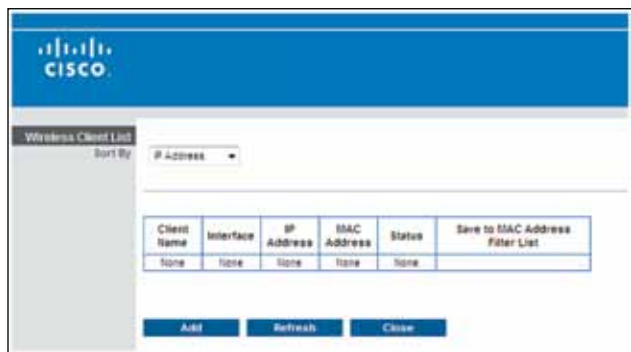 CISCO
Wireless Client List
Sort By
IP Address
Client Name Interface IP Address MAC Address Status Save to MAC Address Filter List
None None None None None
Add Refresh Close